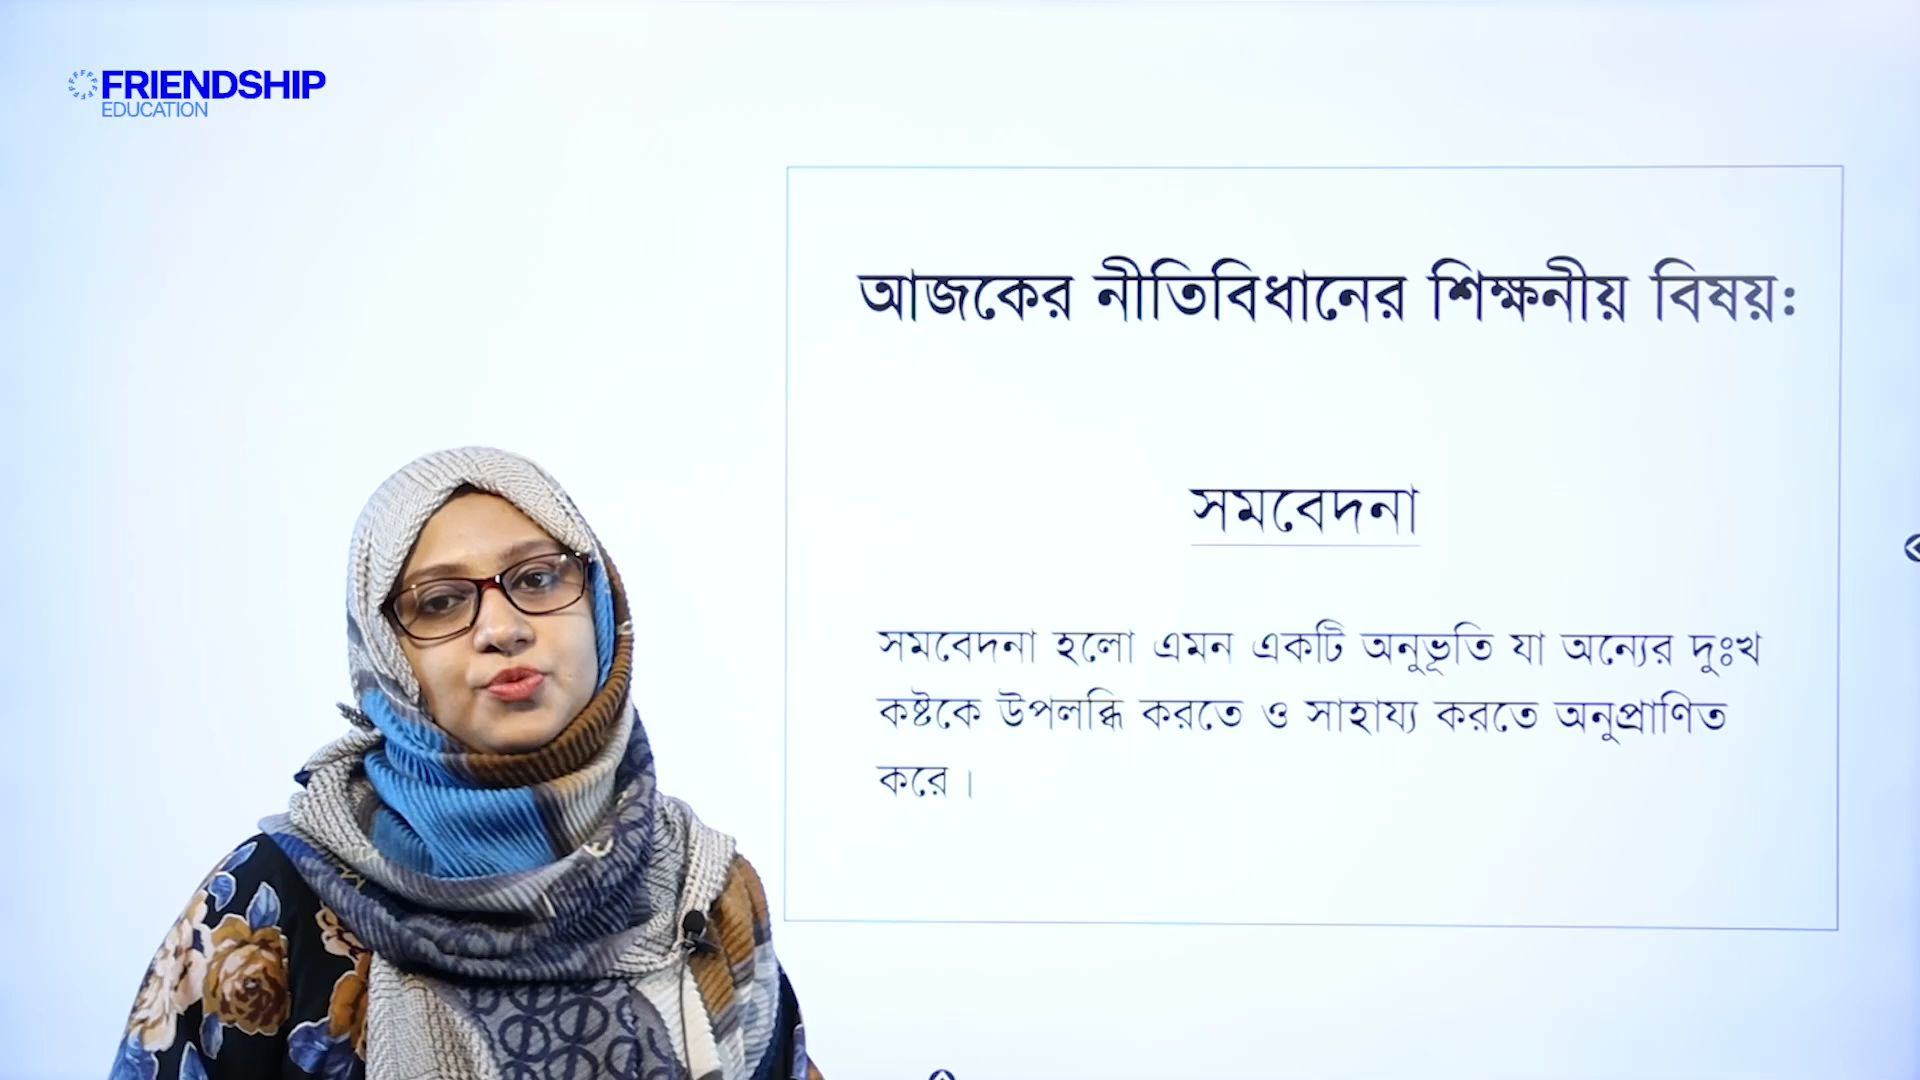 FRIENDSHIP
EDUCATION
আজকের নীতিবিধানের শিক্ষনীয় বিষয়:
সমবেদনা
সমবেদনা হলো এমন একটি অনুভূতি যা অন্যের দুঃখ
কষ্টকে উপলব্ধি করতে ও সাহায্য করতে অনুপ্রাণিত
করে।